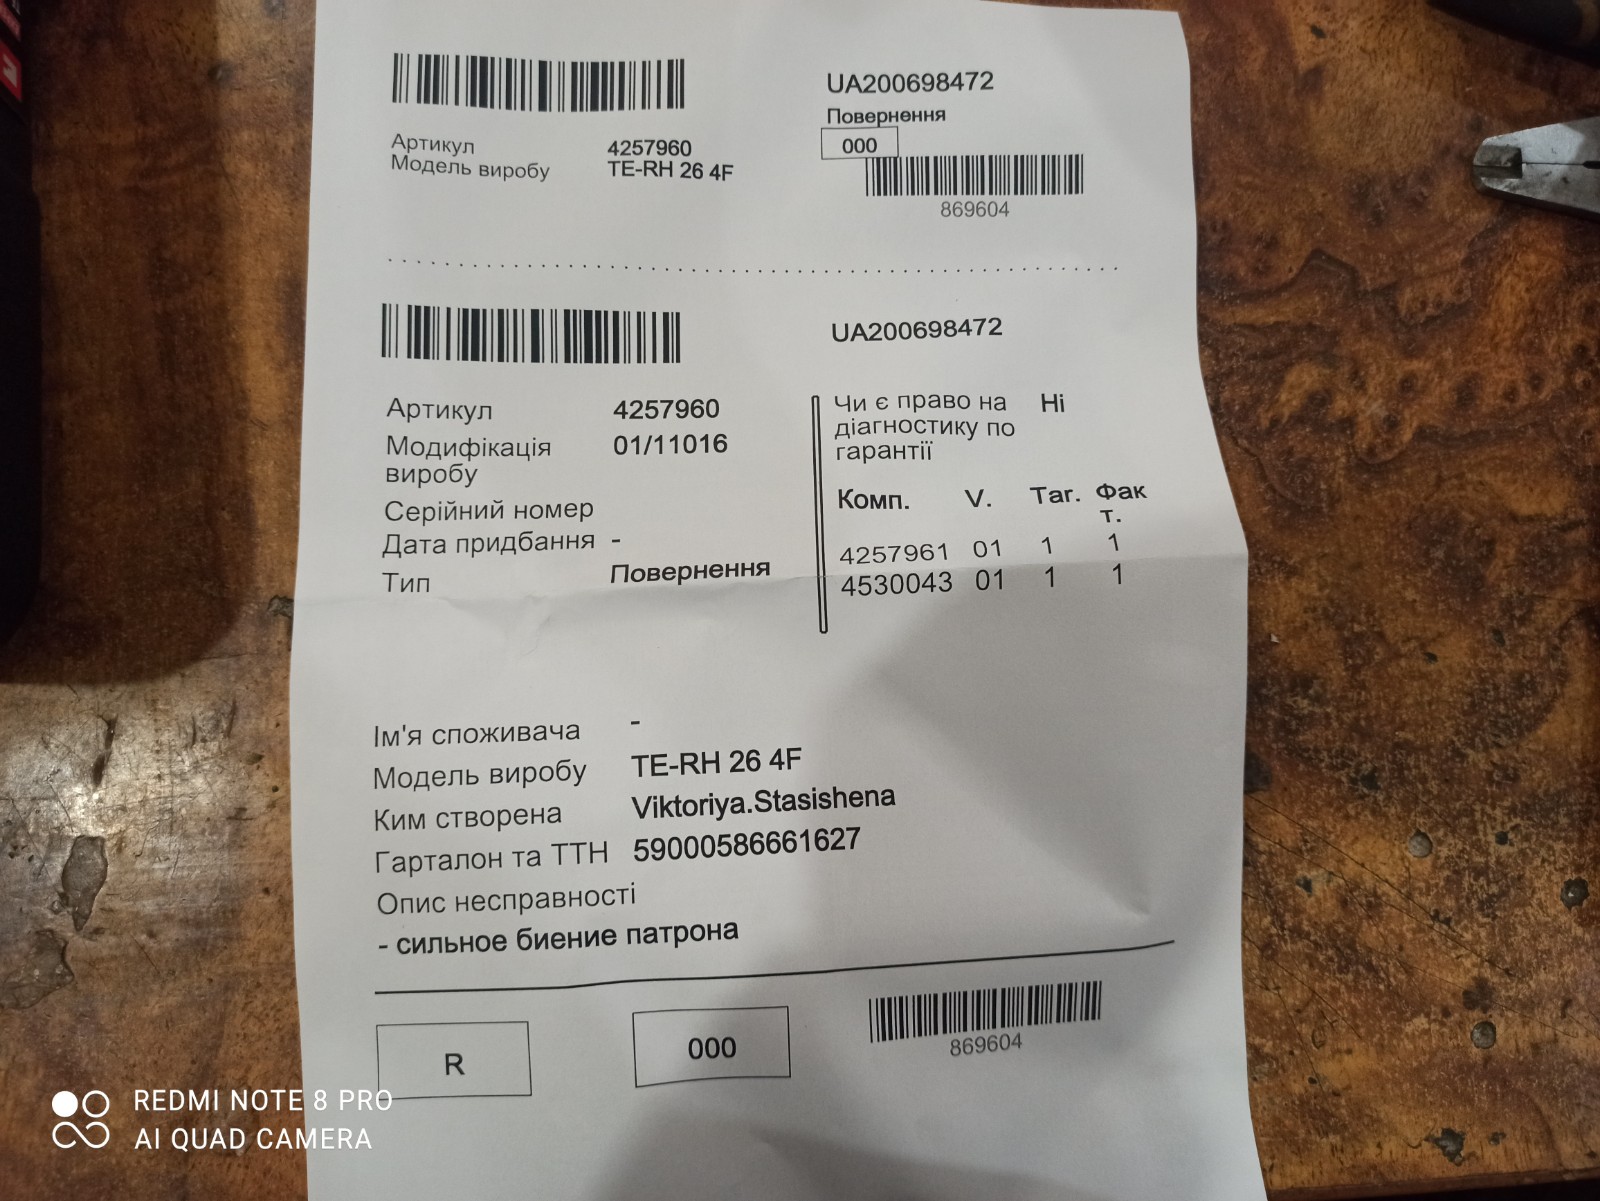 UA200698472
Повернення
000
Артикул 4257960
Модель виробу TE-RH 26 4F
869604
UA200698472
Артикул 4257960
Модифікація виробу 01/11016
Серійний номер
Дата придбання -
Тип Повернення
Чи є право на Ні
діагностику по
гарантії
Комп. V. Таг. Фак
т.
4257961 01 1 1
4530043 01 1 1
Ім'я споживача -
Модель виробу TE-RH 26 4F
Ким створена Viktoriya.Stasishena
Гарталон та ТТН 59000586661627
Опис несправності
- сильное биение патрона
R
000
869604
REDMI NOTE 8 PRO
AI QUAD CAMERA